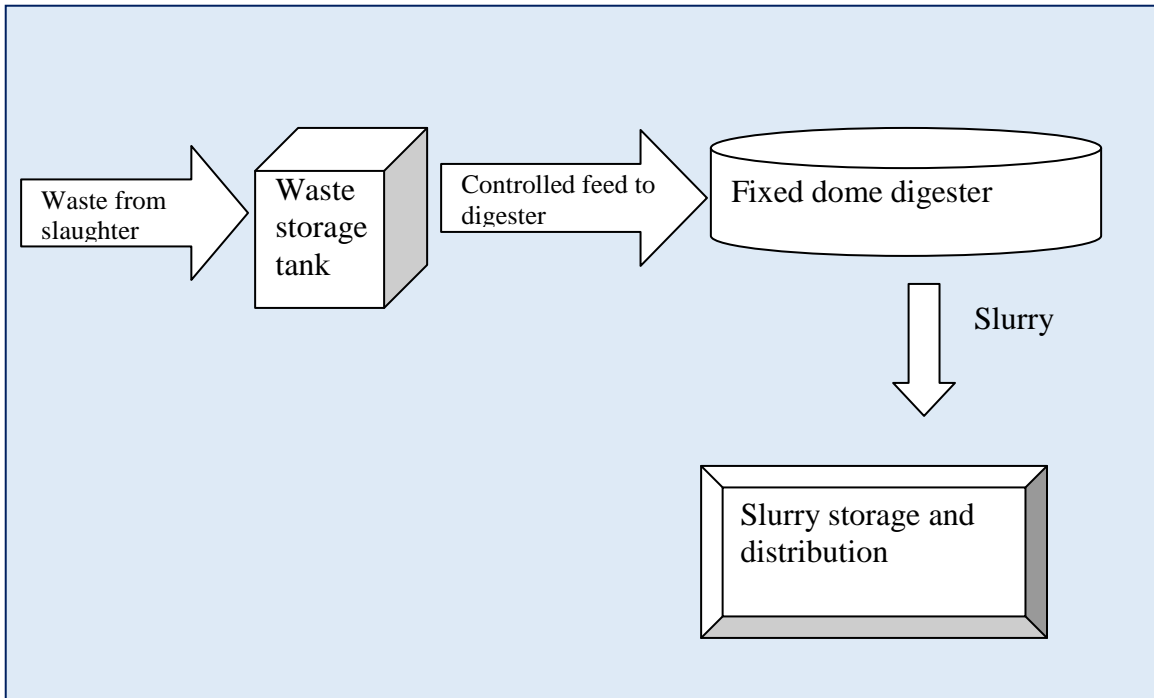 Waste from
slaughter
Waste
storage
tank
Controlled feed to
digester
Fixed dome digester
Slurry
Slurry storage and
distribution